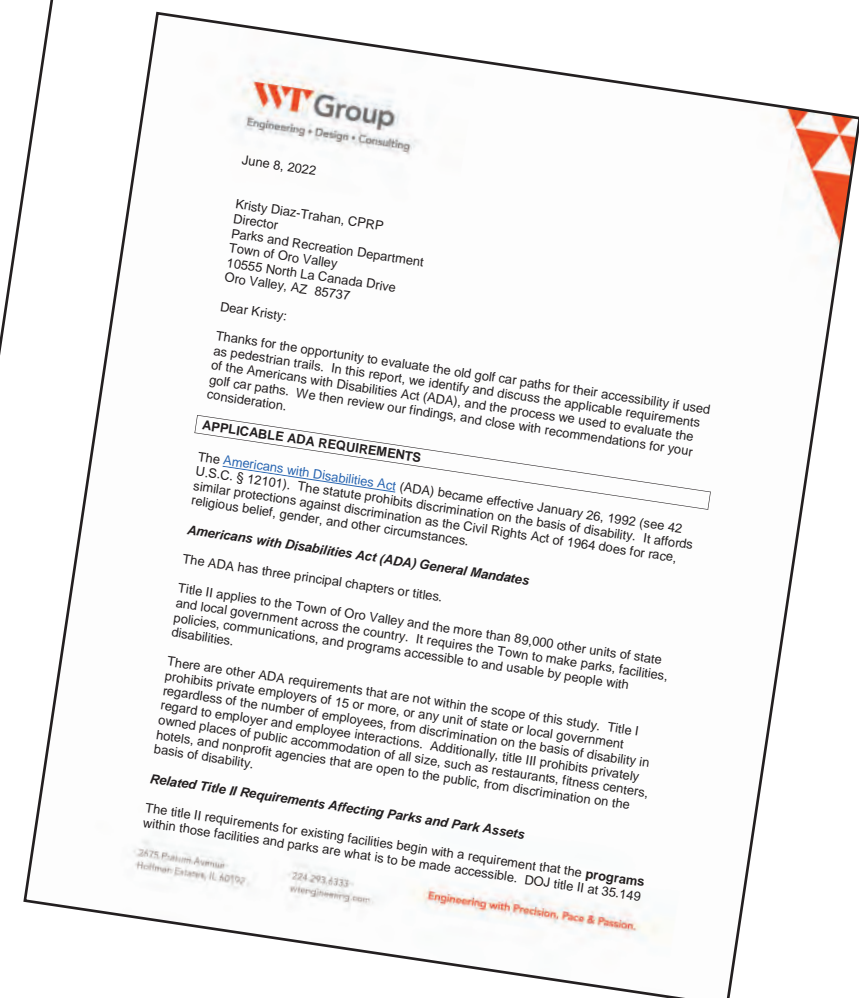 WT Group
Engineering • Design • Consulting
June 8, 2022
Kristy Diaz-Trahan, CPRP
Director
Parks and Recreation Department
Town of Oro Valley
10555 North La Canada Drive
Oro Valley, AZ 85737
Dear Kristy:
Thanks for the opportunity to evaluate the old golf car paths for their accessibility if used
as pedestrian trails. In this report, we identify and discuss the applicable requirements
of the Americans with Disabilities Act (ADA), and the process we used to evaluate the
golf car paths. We then review our findings, and close with recommendations for your
consideration.
APPLICABLE ADA REQUIREMENTS
The Americans with Disabilities Act (ADA) became effective January 26, 1992 (see 42
U.S.C. § 12101). The statute prohibits discrimination on the basis of disability. It affords
similar protections against discrimination as the Civil Rights Act of 1964 does for race,
religious belief, gender, and other circumstances.
Americans with Disabilities Act (ADA) General Mandates
The ADA has three principal chapters or titles.
Title II applies to the Town of Oro Valley and the more than 89,000 other units of state
and local government across the country. It requires the Town to make parks, facilities,
policies, communications, and programs accessible to and usable by people with
disabilities.
There are other ADA requirements that are not within the scope of this study. Title I
prohibits private employers of 15 or more, or any unit of state or local government
regardless of the number of employees, from discrimination on the basis of disability in
regard to employer and employee interactions. Additionally, title III prohibits privately
owned places of public accommodation of all size, such as restaurants, fitness centers,
hotels, and nonprofit agencies that are open to the public, from discrimination on the
basis of disability.
Related Title II Requirements Affecting Parks and Park Assets
The title II requirements for existing facilities begin with a requirement that the programs
within those facilities and parks are what is to be made accessible. DOJ title II at 35.149
2675 Pratum Avenue
Hoffman Estates, IL 60192
224.293.6333
wtengineering.com
Engineering with Precision, Pace & Passion.